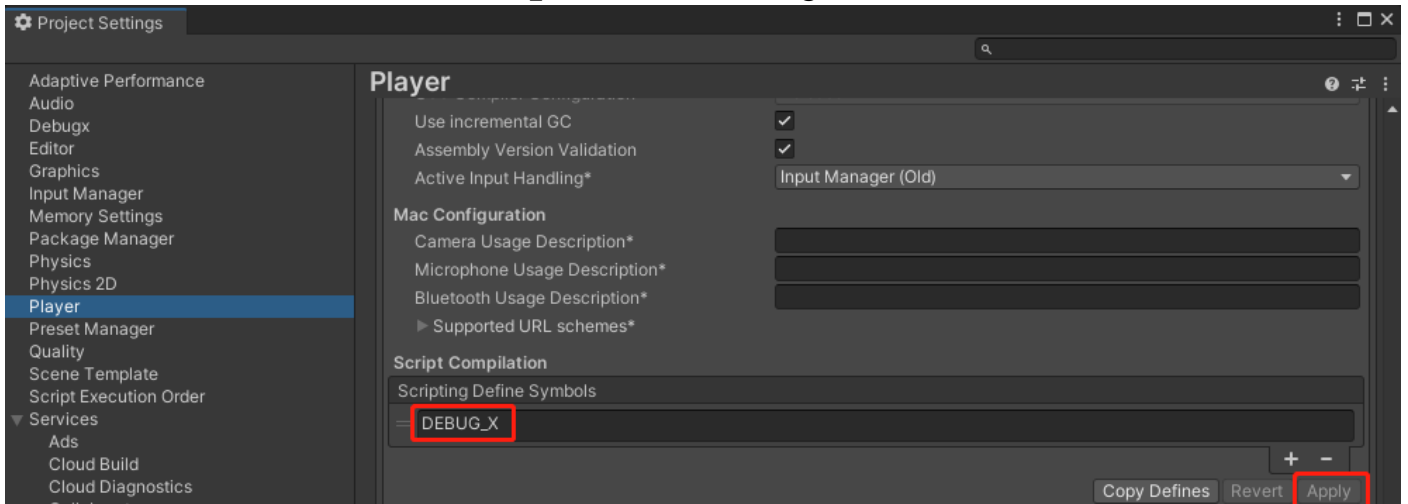 Project Settings
Adaptive Performance
Audio
Debugx
Editor
Graphics
Input Manager
Memory Settings
Package Manager
Physics
Physics 2D
Player
Preset Manager
Quality
Scene Template
Script Execution Order
Services
Ads
Cloud Build
Cloud Diagnostics
Player
Use incremental GC
Assembly Version Validation
Active Input Handling* Input Manager (Old)
Mac Configuration
Camera Usage Description*
Microphone Usage Description*
Bluetooth Usage Description*
Supported URL schemes*
Script Compilation
Scripting Define Symbols
DEBUG_X
+ −
Copy Defines Revert Apply